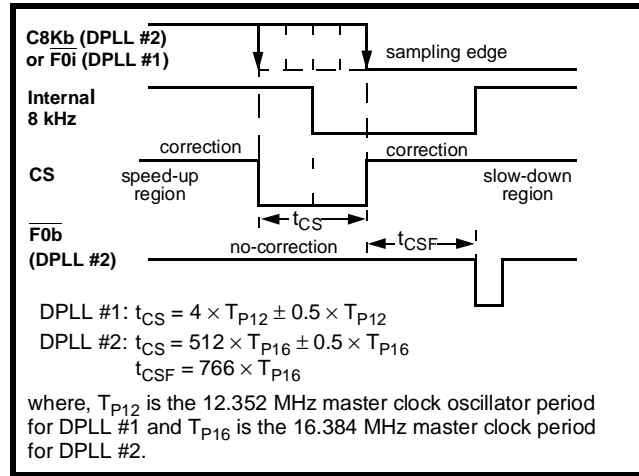 C8Kb (DPLL #2)
or F0i (DPLL #1)
sampling edge
Internal
8 kHz
correction
correction
CS
speed-up
region
slow-down
region
tCS
F0b
(DPLL #2)
no-correction
tCSF
DPLL #1: tCS = 4 × TP12 ± 0.5 × TP12
DPLL #2: tCS = 512 × TP16 ± 0.5 × TP16
tCSF = 766 × TP16
where, TP12 is the 12.352 MHz master clock oscillator period
for DPLL #1 and TP16 is the 16.384 MHz master clock period
for DPLL #2.